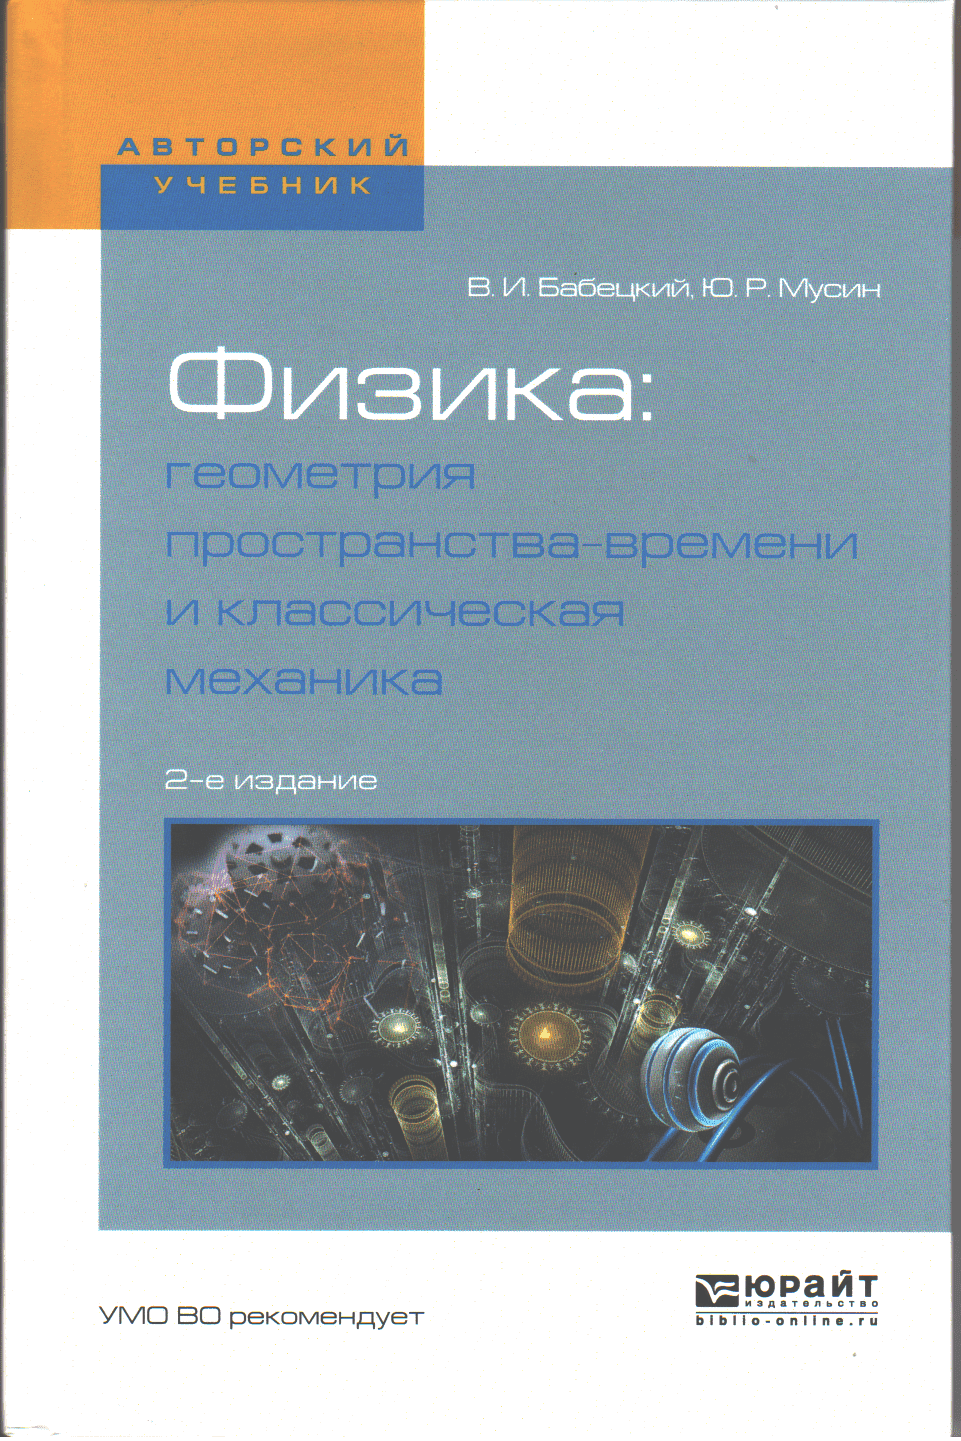 АВТОРСКИЙ
УЧЕБНИК
В. И. Бабецкий, Ю. Р. Мусин
Физика:
геометрия
пространства-времени
и классическая
механика
2-е издание
УМО ВО рекомендует
юрайт
издательство
biblio-online.ru